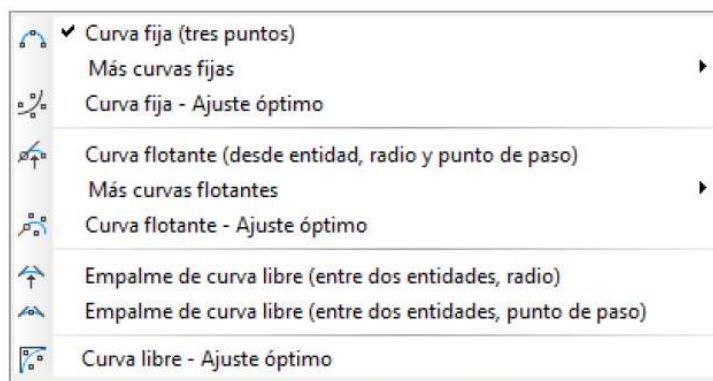 Curva fija (tres puntos)
Más curvas fijas
Curva fija - Ajuste óptimo
Curva flotante (desde entidad, radio y punto de paso)
Más curvas flotantes
Curva flotante - Ajuste óptimo
Empalme de curva libre (entre dos entidades, radio)
Empalme de curva libre (entre dos entidades, punto de paso)
Curva libre - Ajuste óptimo